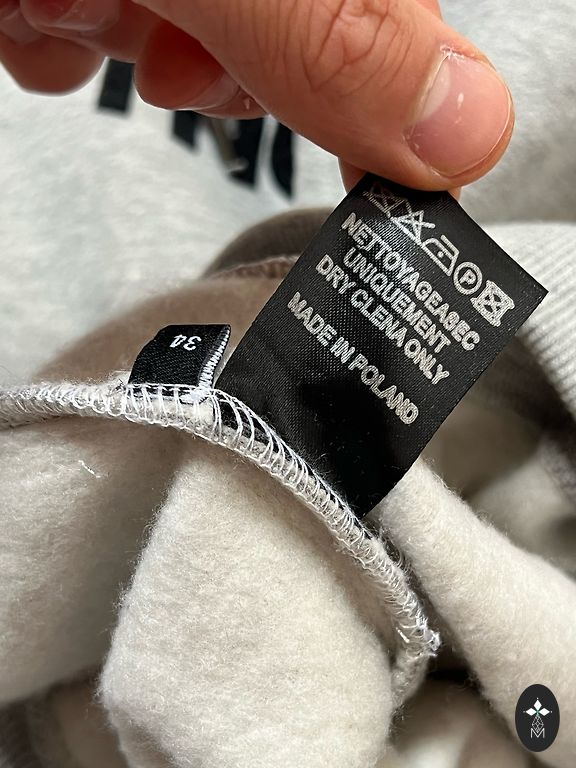 NETTOYAGEASEC
UNIQUEMENT
DRY CLENA ONLY
MADE IN POLAND
34